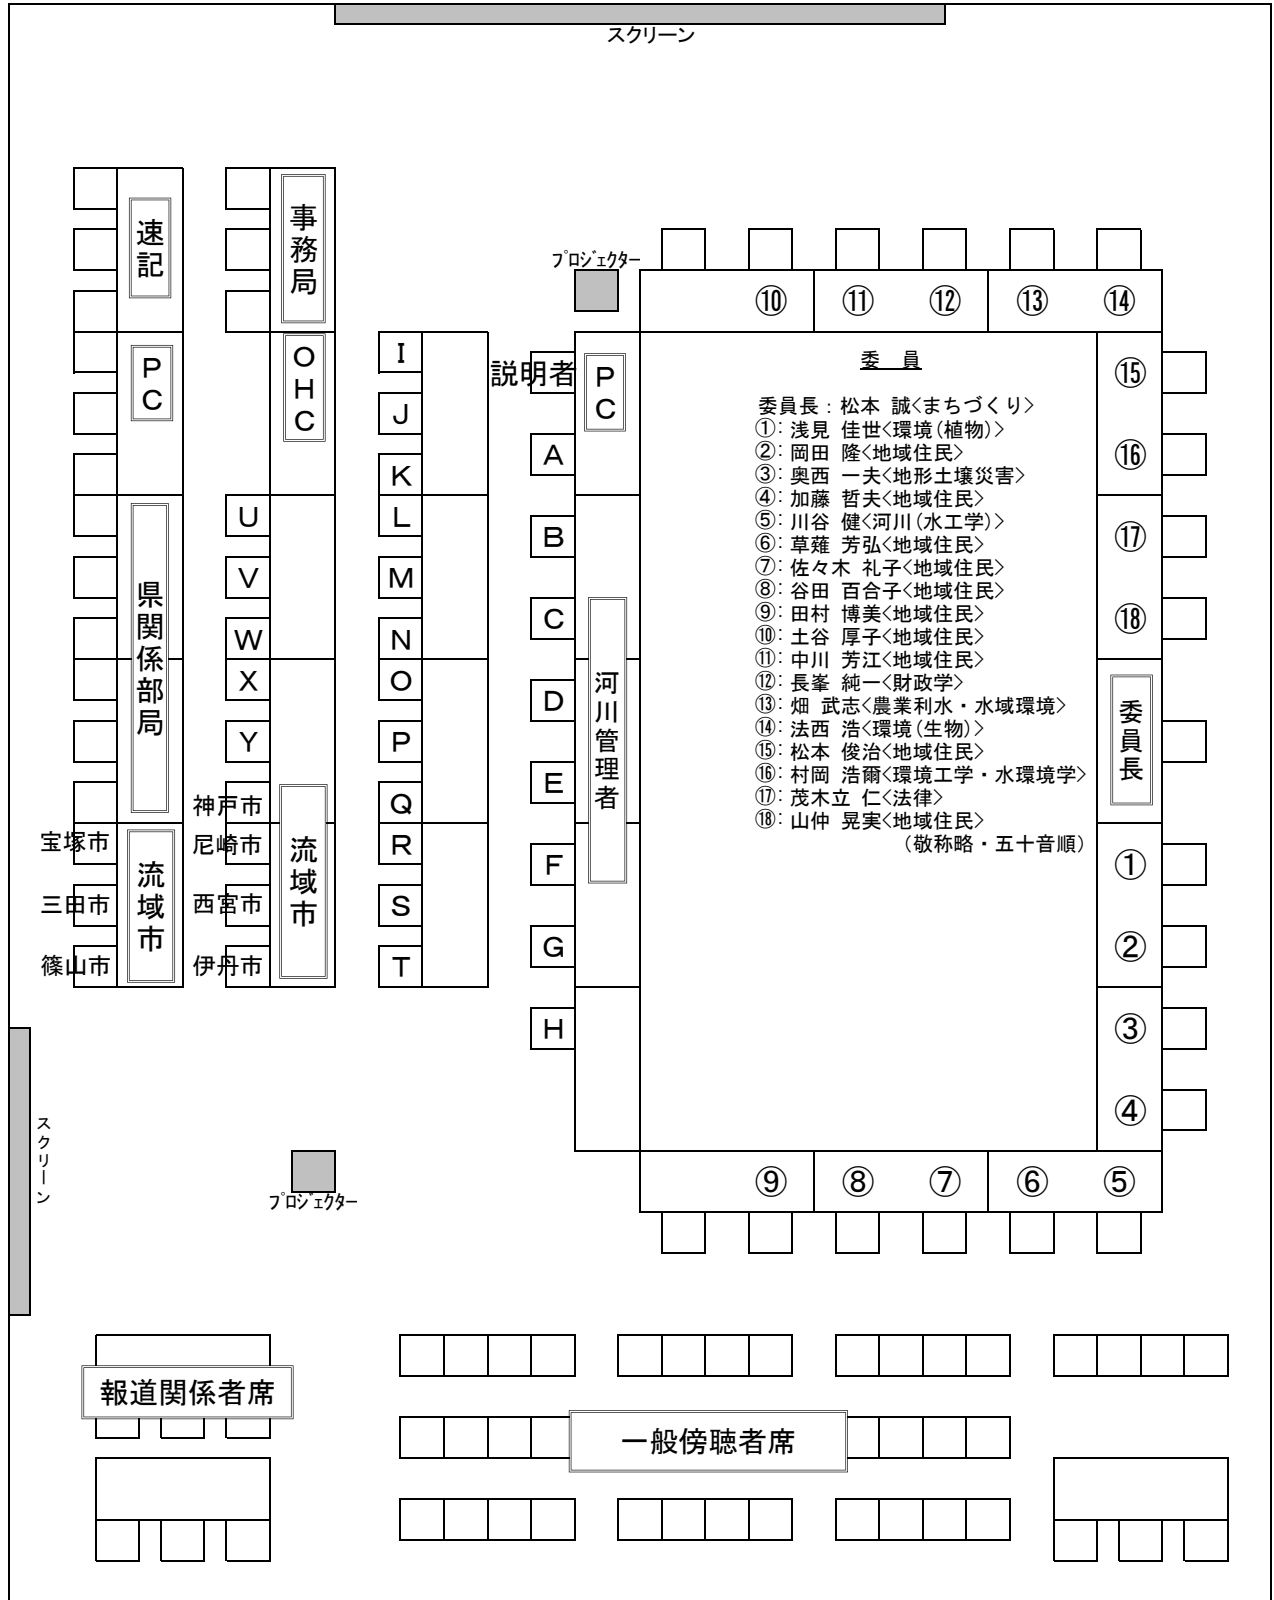 スクリーン
速記
事務局
プロジェクター
⑩ ⑪ ⑫ ⑬ ⑭
PC
OHC
I
J
K
L
M
N
O
P
Q
R
S
T
説明者
PC
A
B
C
D
E
F
G
H
河川管理者
県関係部局
U
V
W
X
Y
神戸市
尼崎市
西宮市
伊丹市
流域市
宝塚市
三田市
篠山市
流域市
委 員
委員長：松本 誠<まちづくり>
①：浅見 佳世<環境(植物)>
②：岡田 隆<地域住民>
③：奥西 一夫<地形土壌災害>
④：加藤 哲夫<地域住民>
⑤：川谷 健<河川(水工学)>
⑥：草薙 芳弘<地域住民>
⑦：佐々木 礼子<地域住民>
⑧：谷田 百合子<地域住民>
⑨：田村 博美<地域住民>
⑩：土谷 厚子<地域住民>
⑪：中川 芳江<地域住民>
⑫：長峯 純一<財政学>
⑬：畑 武志<農業利水・水域環境>
⑭：法西 浩<環境(生物)>
⑮：松本 俊治<地域住民>
⑯：村岡 浩爾<環境工学・水環境学>
⑰：茂木立 仁<法律>
⑱：山仲 晃実<地域住民>
(敬称略・五十音順)
⑮
⑯
⑰
⑱
委員長
①
②
③
④
⑨ ⑧ ⑦ ⑥ ⑤
スクリーン
プロジェクター
報道関係者席
一般傍聴者席